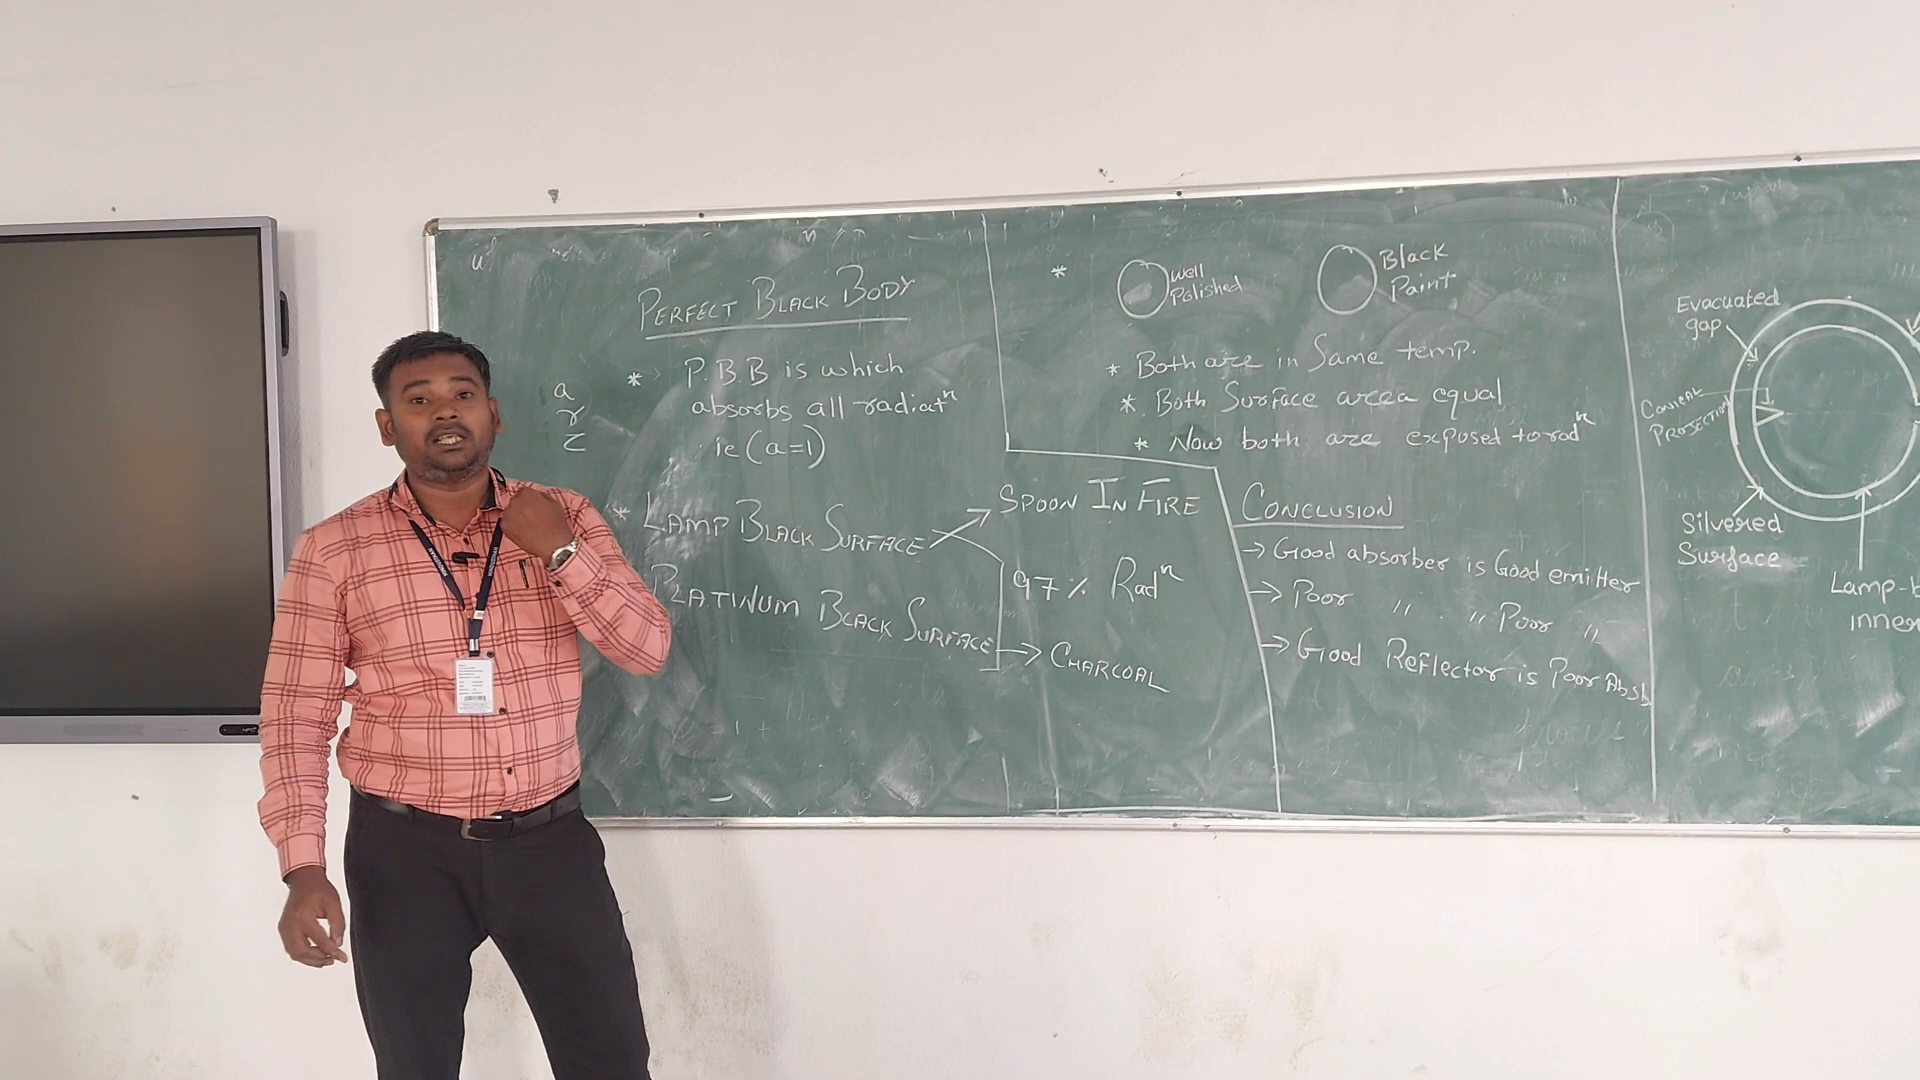 PERFECT BLACK BODY
* P.B.B is which
absorbs all radiatⁿ
ie (a=1)
a
r
t
* LAMP BLACK SURFACE
PLATINUM BLACK SURFACE
SPOON IN FIRE
97 % Radⁿ
CHARCOAL
*
Well
Polished
Black
Paint
* Both are in Same temp.
* Both Surface area equal
* Now both are exposed to radⁿ
CONCLUSION
→ Good absorber is Good emitter
→ Poor " " Poor "
→ Good Reflector is Poor Absb
Evacuated
gap
Conical
Projection
Silvered
Surface
Lamp-b
inner
HINDUSTHAN